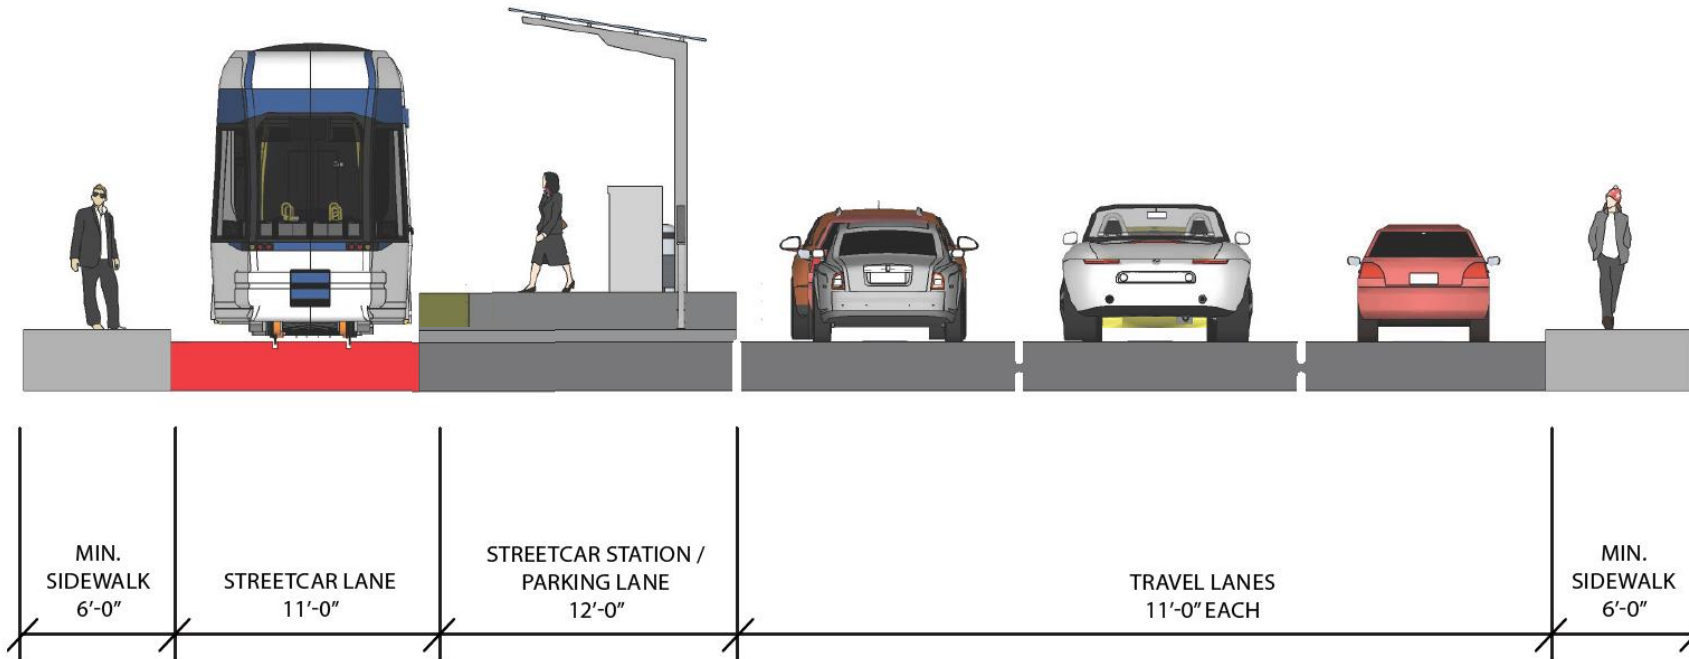 MIN.
SIDEWALK
6'-0"
STREETCAR LANE
11'-0"
STREETCAR STATION /
PARKING LANE
12'-0"
TRAVEL LANES
11'-0" EACH
MIN.
SIDEWALK
6'-0"